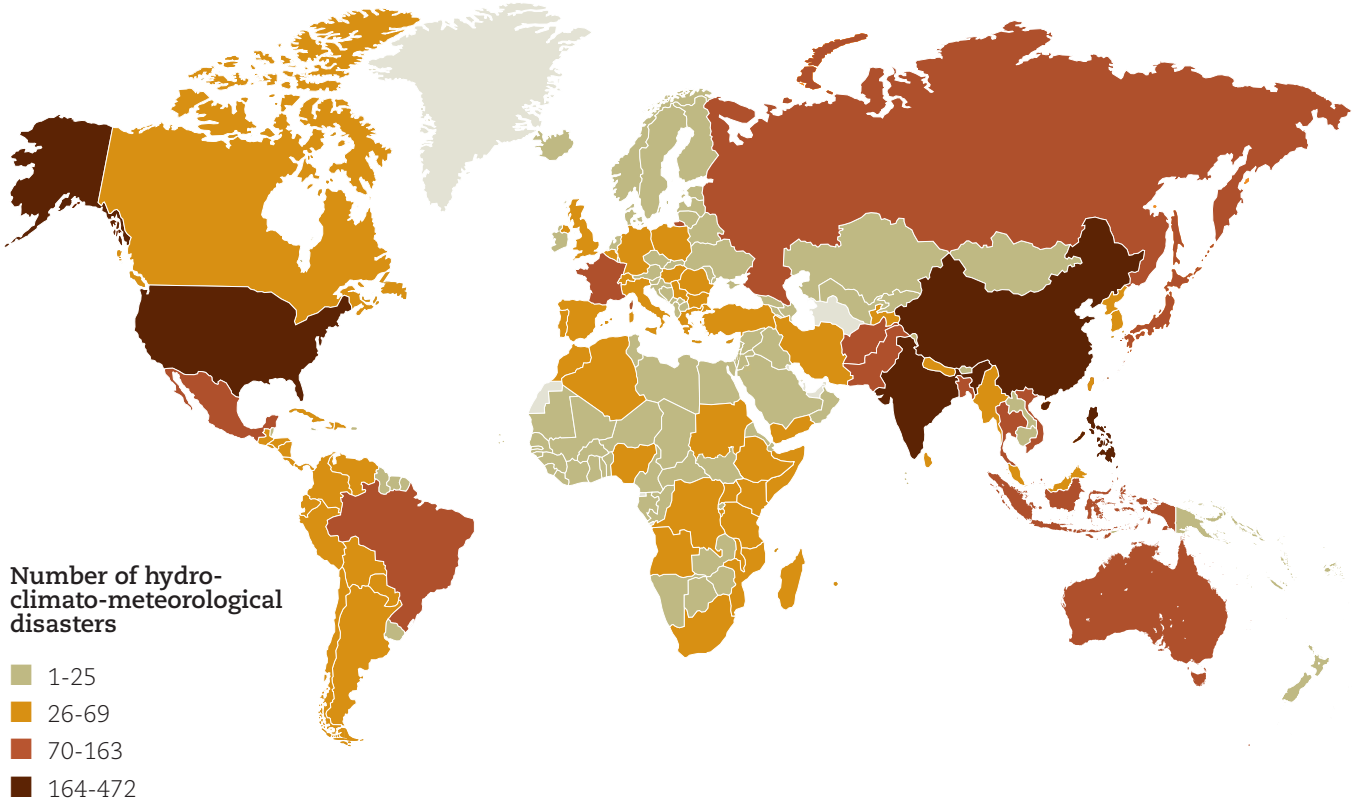 Number of hydro-
climato-meteorological
disasters
1-25
26-69
70-163
164-472